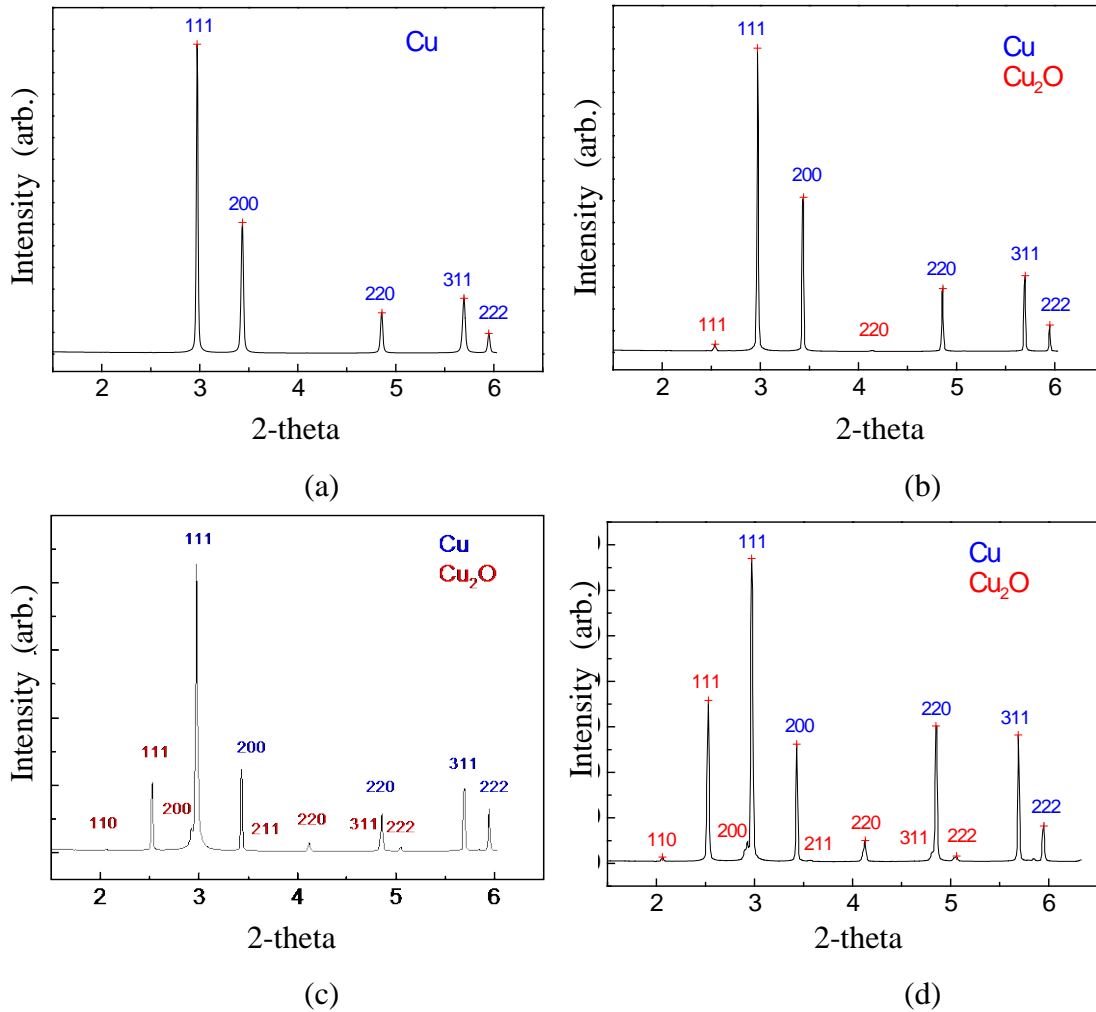 111
Cu
200
220
311
222
Intensity (arb.)
2 3 4 5 6
2-theta
(a)
111
Cu
Cu₂O
200
111
220
220
311
222
Intensity (arb.)
2 3 4 5 6
2-theta
(b)
111
Cu
Cu₂O
111
200
311
110
200
211
220
220
311
222
222
Intensity (arb.)
2 3 4 5 6
2-theta
(c)
111
Cu
Cu₂O
111
200
220
311
110
200
211
220
311
222
222
Intensity (arb.)
2 3 4 5 6
2-theta
(d)